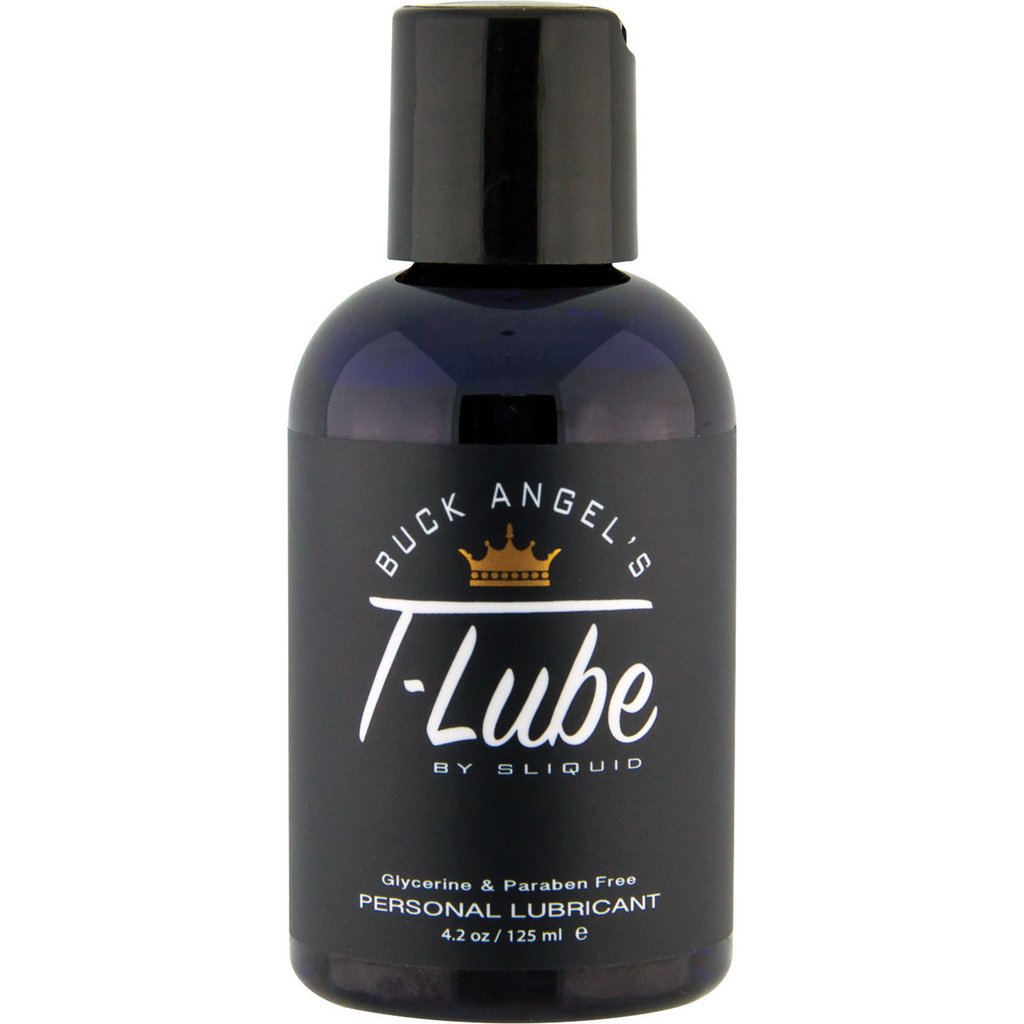 BUCK ANGEL'S
T-Lube
BY SLIQUID
Glycerine & Paraben Free
PERSONAL LUBRICANT
4.2 oz / 125 ml ℮